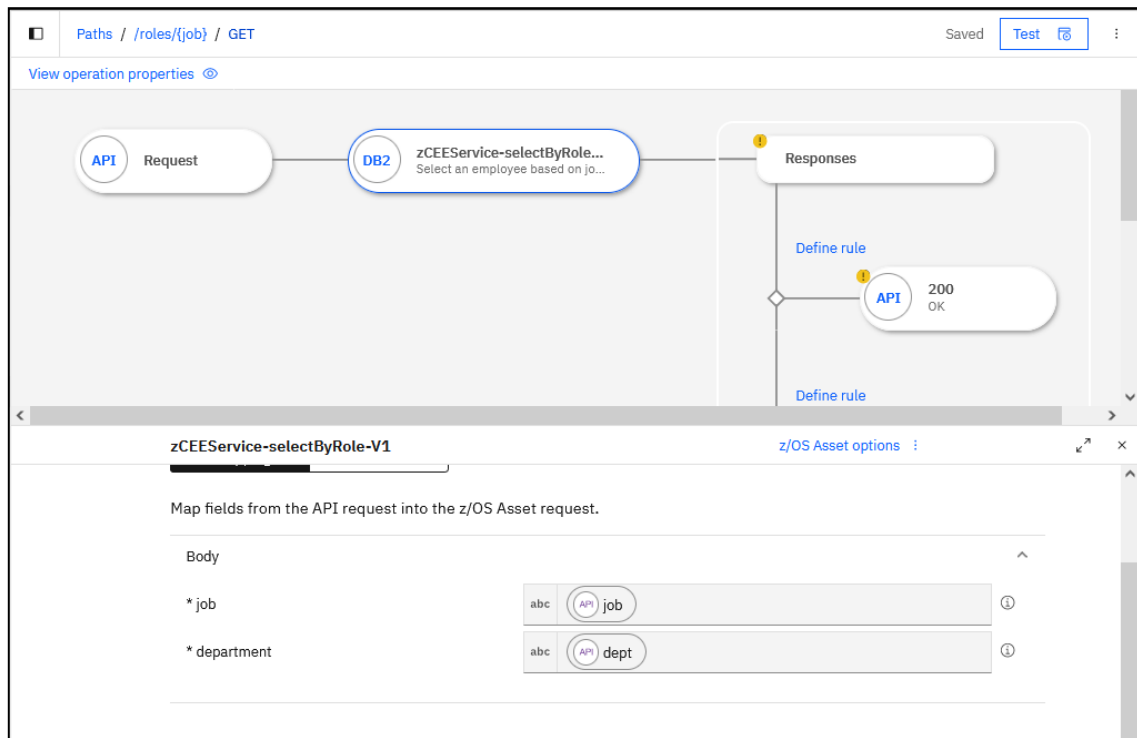 Paths / /roles/{job} / GET
Saved
Test
View operation properties
API
Request
DB2
zCEEService-selectByRole...
Select an employee based on jo...
Responses
Define rule
API
200
OK
Define rule
zCEEService-selectByRole-V1
z/OS Asset options
Map fields from the API request into the z/OS Asset request.
Body
* job
abc
API job
* department
abc
API dept